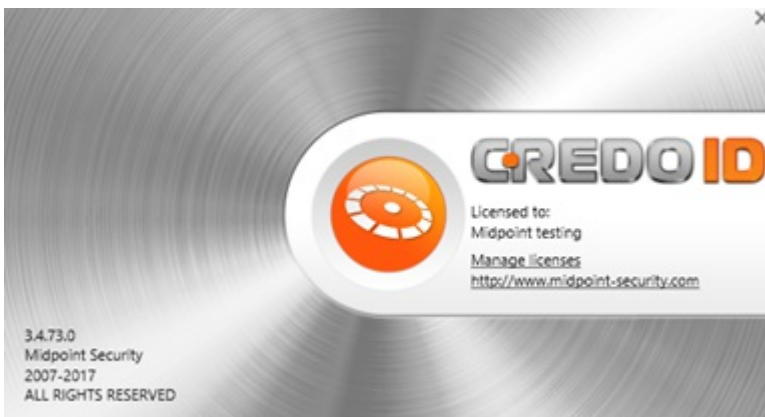 CREDO ID
Licensed to:
Midpoint testing
Manage licenses
http://www.midpoint-security.com
3.4.73.0
Midpoint Security
2007-2017
ALL RIGHTS RESERVED